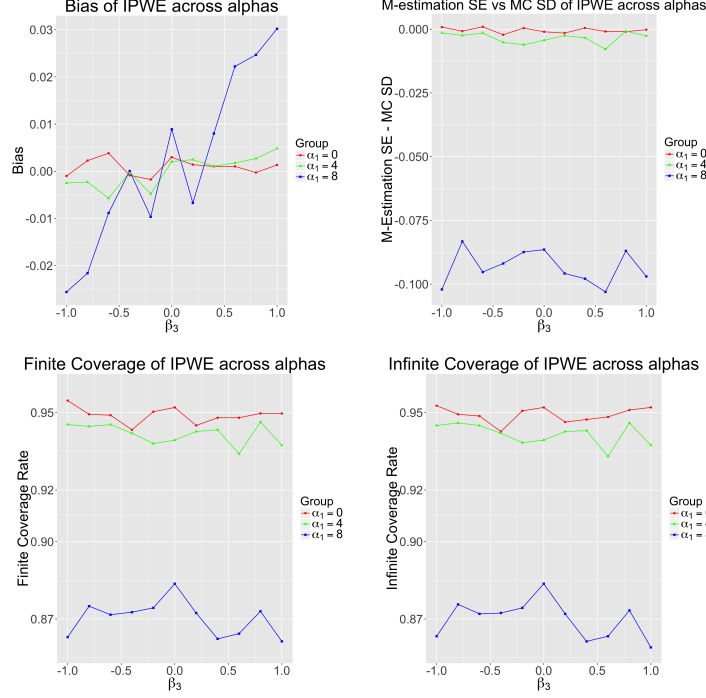 Bias of IPWE across alphas
0.03
0.02
0.01
0.00
-0.01
-0.02
Bias
-1.0 -0.5 0.0 0.5 1.0
β3
Group
α1 = 0
α1 = 4
α1 = 8
M-estimation SE vs MC SD of IPWE across alphas
0.000
-0.025
-0.050
-0.075
-0.100
M-Estimation SE - MC SD
-1.0 -0.5 0.0 0.5 1.0
β3
Group
α1 = 0
α1 = 4
α1 = 8
Finite Coverage of IPWE across alphas
0.95
0.92
0.90
0.87
Finite Coverage Rate
-1.0 -0.5 0.0 0.5 1.0
β3
Group
α1 = 0
α1 = 4
α1 = 8
Infinite Coverage of IPWE across alphas
0.95
0.92
0.90
0.87
Infinite Coverage Rate
-1.0 -0.5 0.0 0.5 1.0
β3
Group
α1 =
α1 =
α1 =